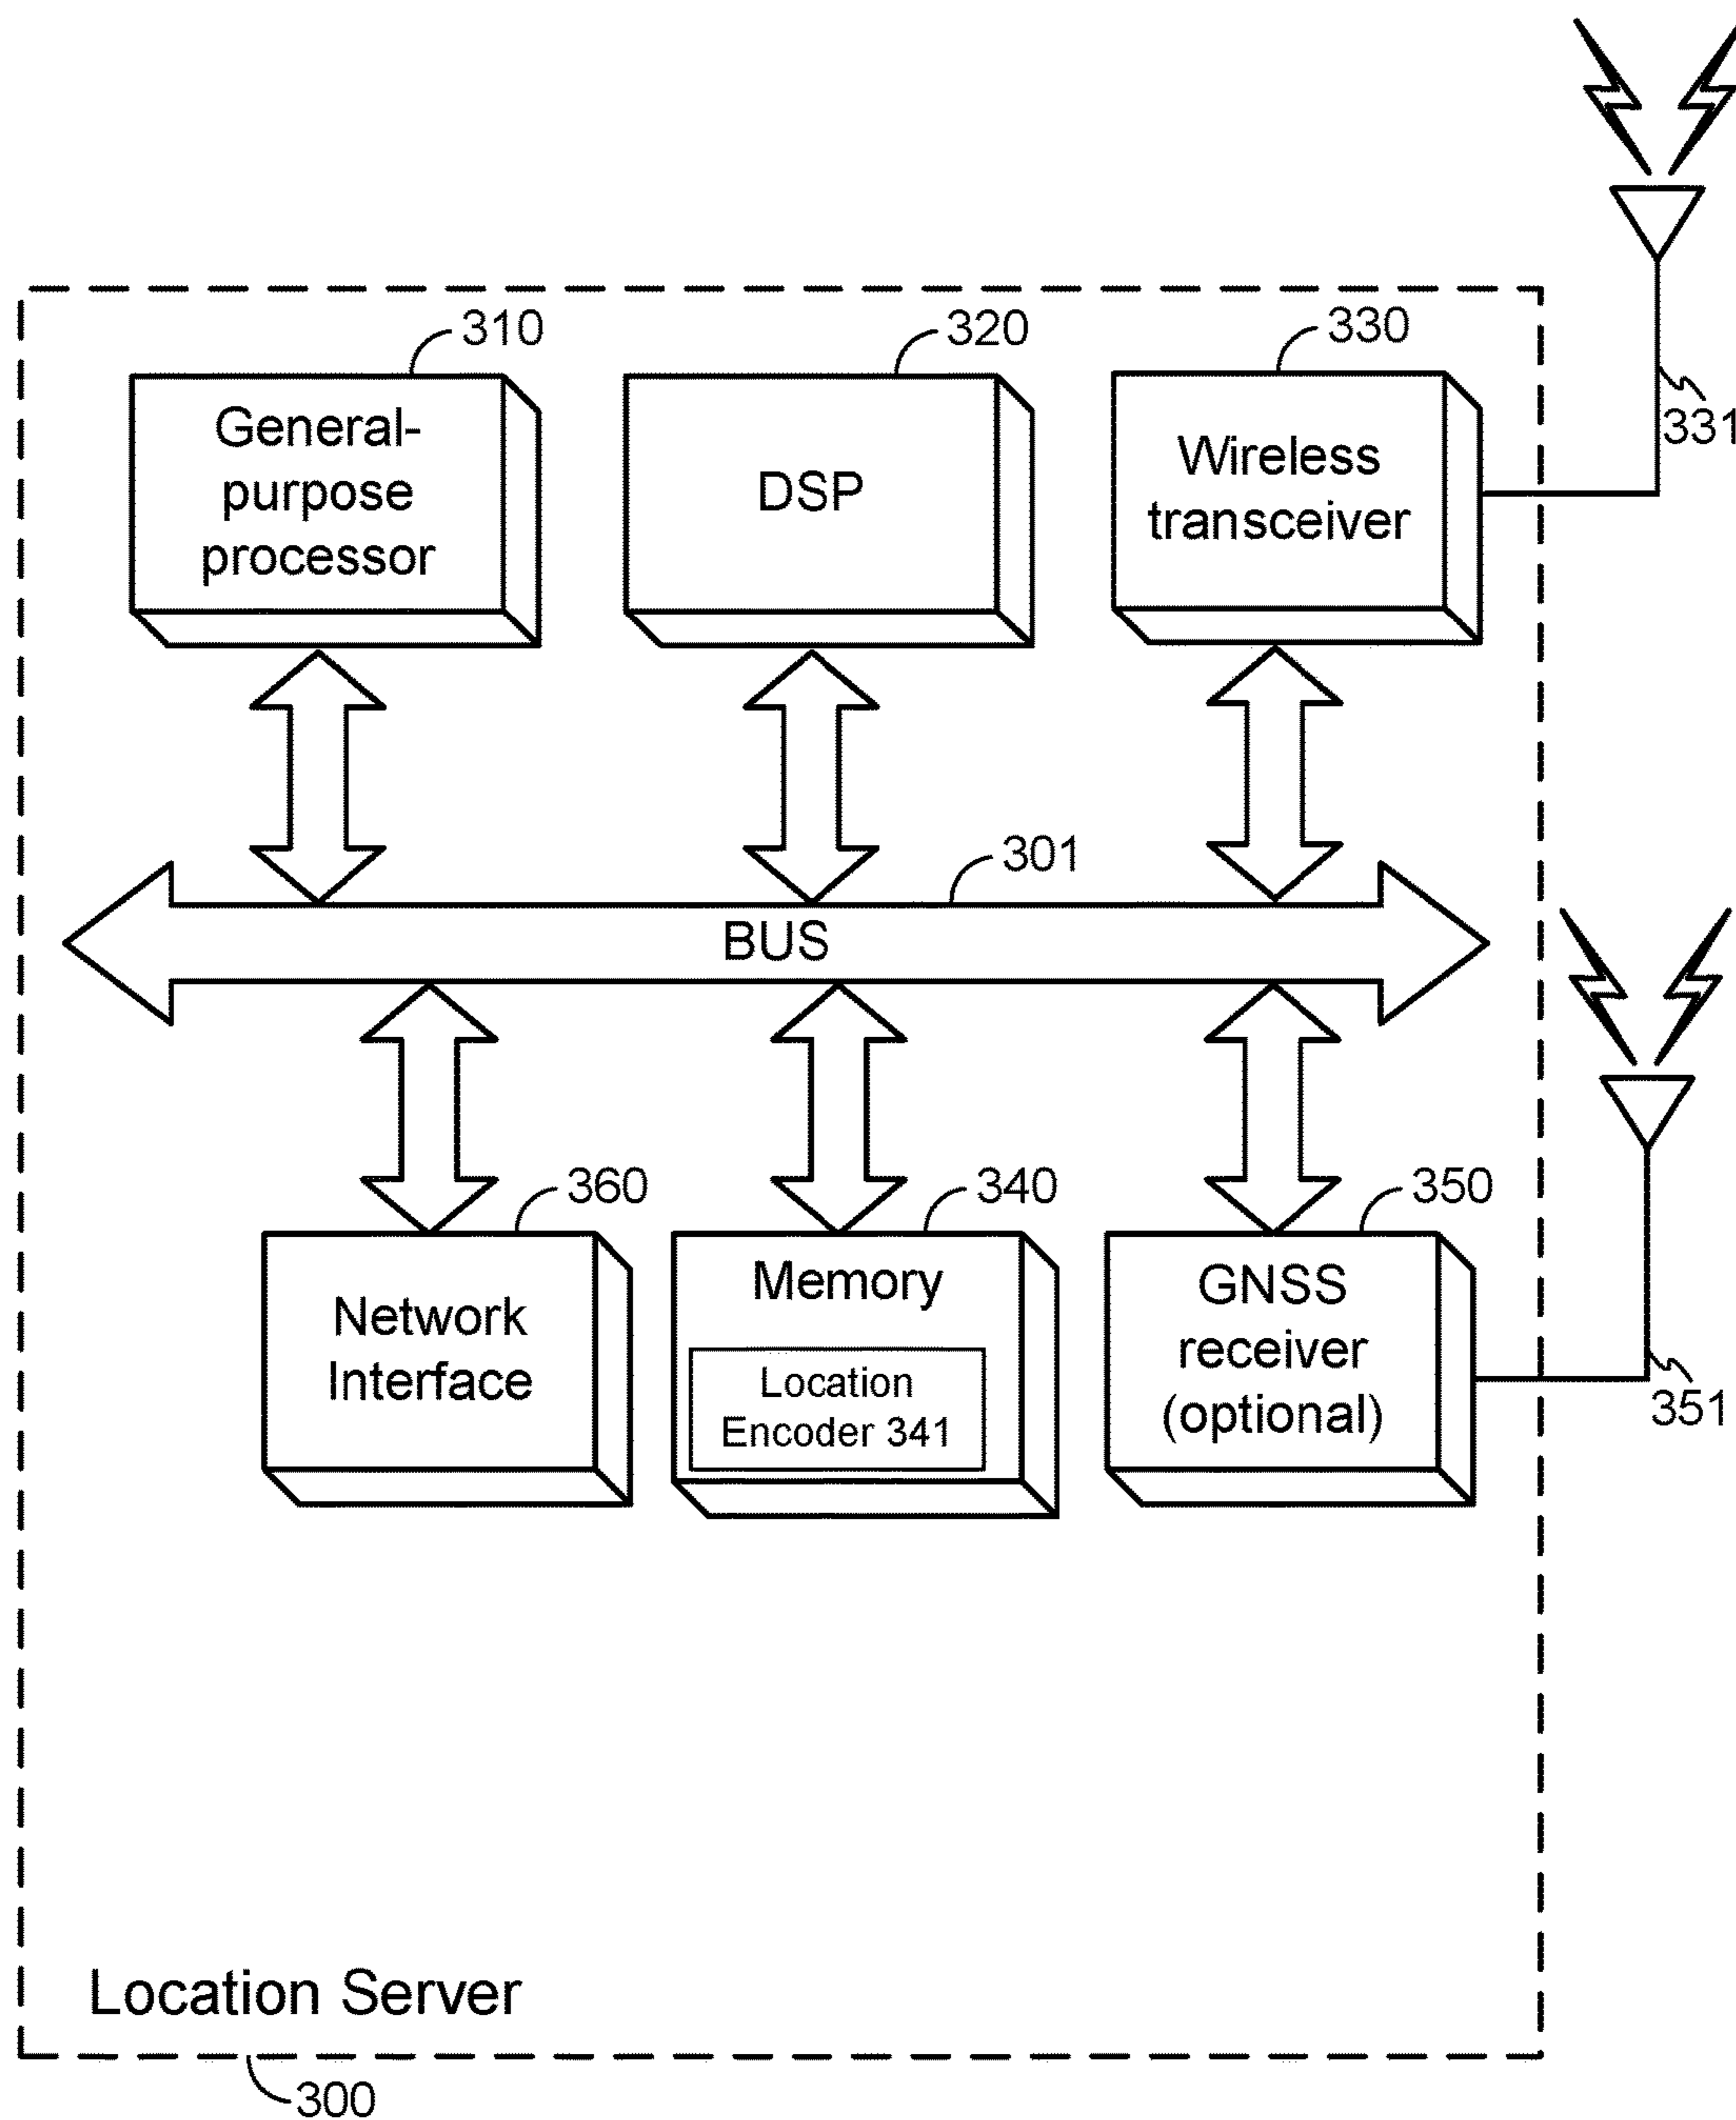 310
320
330
General-
purpose
processor
DSP
Wireless
transceiver
331
301
BUS
360
340
350
Network
Interface
Memory
Location
Encoder 341
GNSS
receiver
(optional)
351
Location Server
300